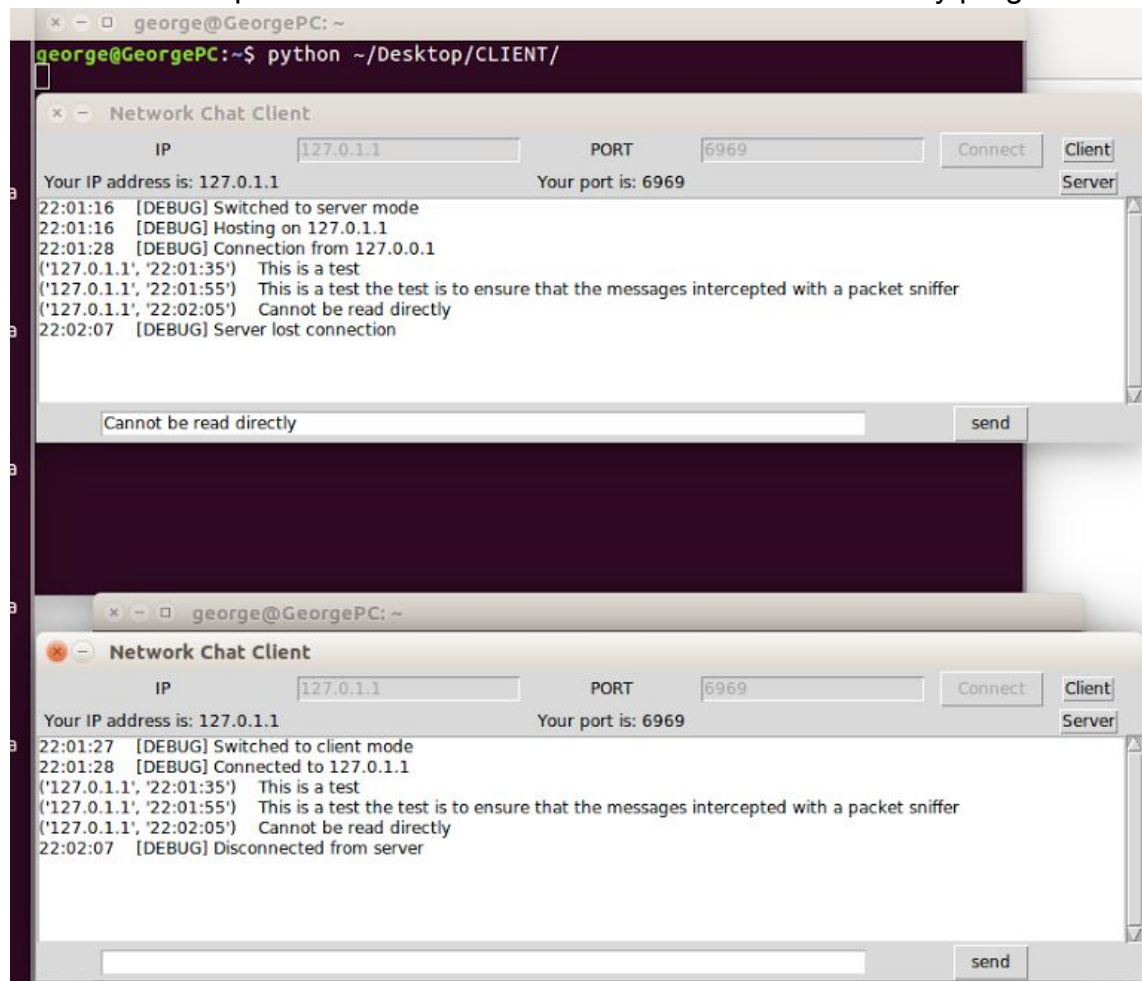 george@GeorgePC: ~
george@GeorgePC:~$ python ~/Desktop/CLIENT/
Network Chat Client
IP 127.0.1.1 PORT 6969 Connect Client
Your IP address is: 127.0.1.1 Your port is: 6969 Server
22:01:16 [DEBUG] Switched to server mode
22:01:16 [DEBUG] Hosting on 127.0.1.1
22:01:28 [DEBUG] Connection from 127.0.0.1
('127.0.1.1', '22:01:35') This is a test
('127.0.1.1', '22:01:55') This is a test the test is to ensure that the messages intercepted with a packet sniffer
('127.0.1.1', '22:02:05') Cannot be read directly
22:02:07 [DEBUG] Server lost connection
Cannot be read directly send
george@GeorgePC: ~
Network Chat Client
IP 127.0.1.1 PORT 6969 Connect Client
Your IP address is: 127.0.1.1 Your port is: 6969 Server
22:01:27 [DEBUG] Switched to client mode
22:01:28 [DEBUG] Connected to 127.0.1.1
('127.0.1.1', '22:01:35') This is a test
('127.0.1.1', '22:01:55') This is a test the test is to ensure that the messages intercepted with a packet sniffer
('127.0.1.1', '22:02:05') Cannot be read directly
22:02:07 [DEBUG] Disconnected from server
send